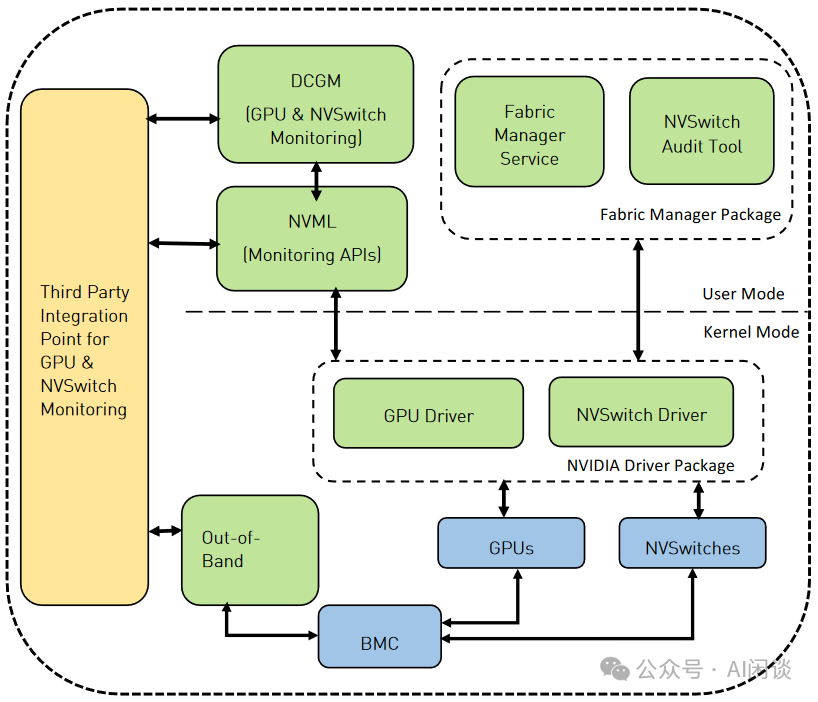 DCGM
(GPU & NVSwitch
Monitoring)
Fabric
Manager
Service
NVSwitch
Audit Tool
Fabric Manager Package
NVML
(Monitoring APIs)
Third Party
Integration
Point for
GPU &
NVSwitch
Monitoring
User Mode
Kernel Mode
GPU Driver
NVSwitch Driver
NVIDIA Driver Package
Out-of-
Band
GPUs
NVSwitches
BMC
公众号 · AI闲谈